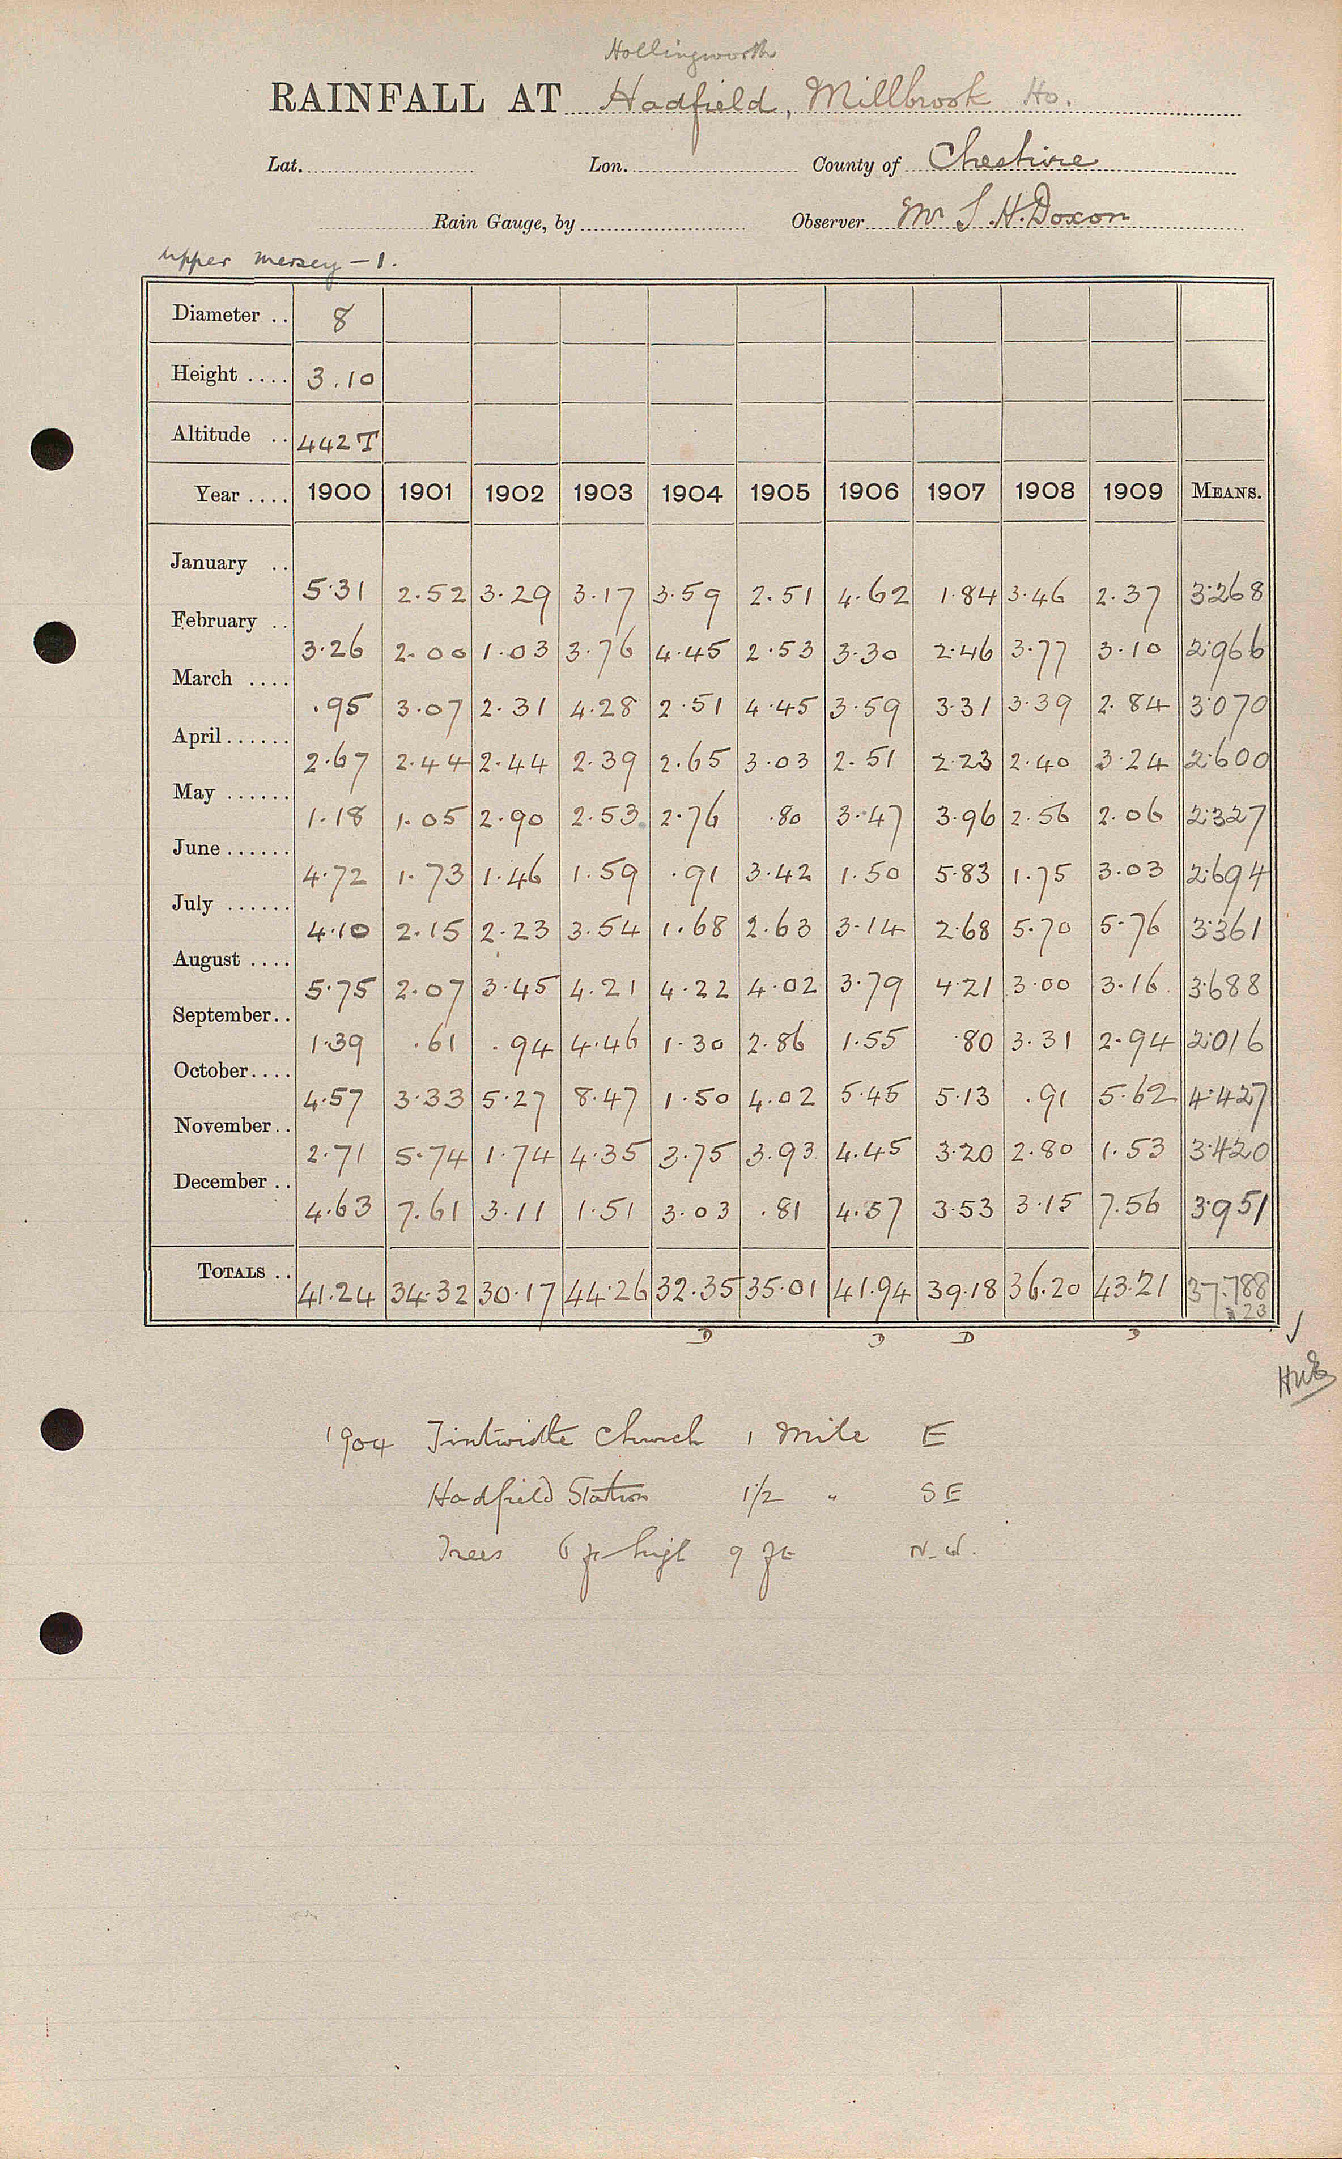 Hollingworth
RAINFALL AT Hadfield, Millbrook Ho.
Lat. Lon. County of Cheshire
Rain Gauge, by Observer Mr S. H. Doxon
Upper Mersey - 1.
Diameter .. 8
Height .... 3.10
Altitude .. 442 T
Year .... 1900 1901 1902 1903 1904 1905 1906 1907 1908 1909 MEANS.
January .. 5.31 2.52 3.29 3.17 3.59 2.51 4.62 1.84 3.46 2.37 3.268
February .. 3.26 2.00 1.03 3.76 4.45 2.53 3.30 2.46 3.77 3.10 2.966
March .... .95 3.07 2.31 4.28 2.51 4.45 3.59 3.31 3.39 2.84 3.070
April...... 2.67 2.44 2.44 2.39 2.65 3.03 2.51 2.23 2.40 3.24 2.600
May ...... 1.18 1.05 2.90 2.53 2.76 .80 3.47 3.96 2.56 2.06 2.327
June ...... 4.72 1.73 1.46 1.59 .91 3.42 1.50 5.83 1.75 3.03 2.694
July ...... 4.10 2.15 2.23 3.54 1.68 2.63 3.14 2.68 5.70 5.76 3.361
August .... 5.75 2.07 3.45 4.21 4.22 4.02 3.79 4.21 3.00 3.16 3.688
September.. 1.39 .61 .94 4.46 1.30 2.86 1.55 .80 3.31 2.94 2.016
October.... 4.57 3.33 5.27 8.47 1.50 4.02 5.45 5.13 .91 5.62 4.427
November.. 2.71 5.74 1.74 4.35 3.75 3.93 4.45 3.20 2.80 1.53 3.420
December .. 4.63 7.61 3.11 1.51 3.03 .81 4.57 3.53 3.15 7.56 3.951
TOTALS .. 41.24 34.32 30.17 44.26 32.35 35.01 41.94 39.18 36.20 43.21 37.788
23
D D D D
1904 Tintwistle Church 1 Mile E
Hadfield Station 1/2 " SE
Trees 6 ft high 9 ft N.W.